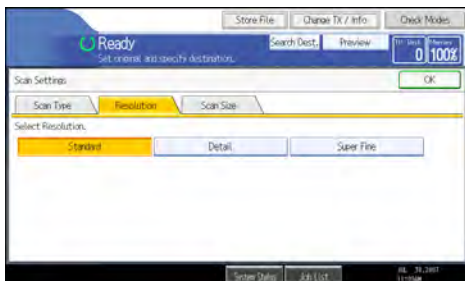 Store File Change TX / Info Check Modes
Ready
Search Dest. Preview
Memory
0 100%
Set original and specify destination.
Scan Settings OK
Scan Type Resolution Scan Size
Select Resolution.
Standard Detail Super Fine
System Status Job List